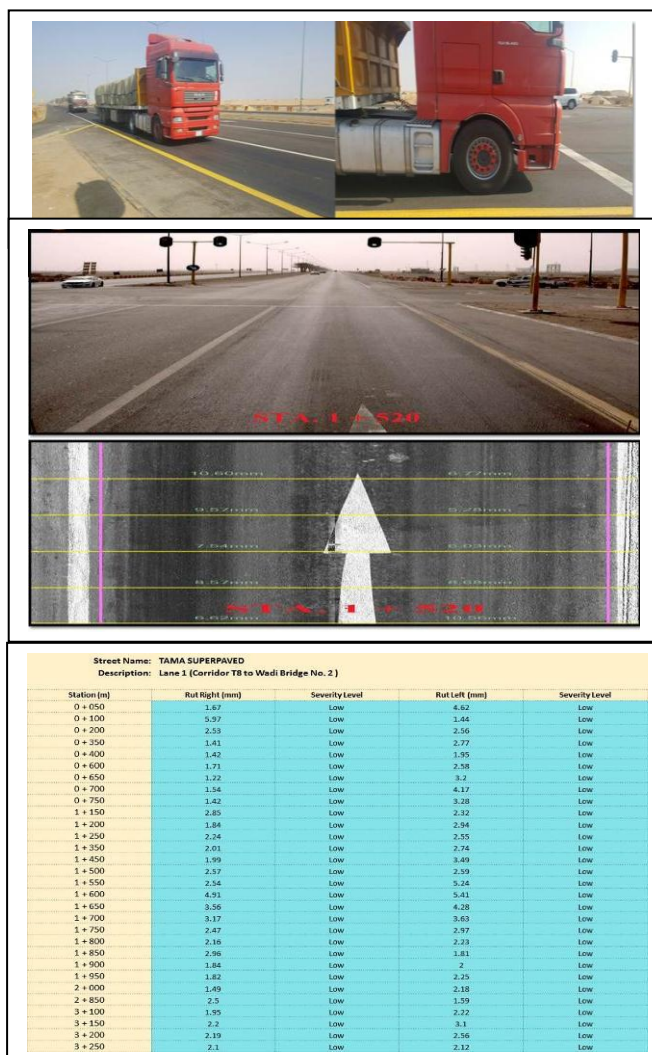 STA. 1 + 520
10.60mm 6.77mm
9.57mm 5.78mm
7.54mm 6.03mm
8.57mm 8.68mm
STA. 1 + 520
6.62mm 10.56mm
Street Name: TAMA SUPERPAVED
Description: Lane 1 (Corridor T8 to Wadi Bridge No. 2 )
Station (m) Rut Right (mm) Severity Level Rut Left (mm) Severity Level
0 + 050 1.67 Low 4.62 Low
0 + 100 5.97 Low 1.44 Low
0 + 200 2.53 Low 2.56 Low
0 + 350 1.41 Low 2.77 Low
0 + 400 1.42 Low 1.95 Low
0 + 600 1.71 Low 2.58 Low
0 + 650 1.22 Low 3.2 Low
0 + 700 1.54 Low 4.17 Low
0 + 750 1.42 Low 3.28 Low
1 + 150 2.85 Low 2.32 Low
1 + 200 1.84 Low 2.94 Low
1 + 250 2.24 Low 2.55 Low
1 + 350 2.01 Low 2.74 Low
1 + 450 1.99 Low 3.49 Low
1 + 500 2.57 Low 2.59 Low
1 + 550 2.54 Low 5.24 Low
1 + 600 4.91 Low 5.41 Low
1 + 650 3.56 Low 4.28 Low
1 + 700 3.17 Low 3.63 Low
1 + 750 2.47 Low 2.97 Low
1 + 800 2.16 Low 2.23 Low
1 + 850 2.96 Low 1.81 Low
1 + 900 1.84 Low 2 Low
1 + 950 1.82 Low 2.25 Low
2 + 000 1.49 Low 2.18 Low
2 + 850 2.5 Low 1.59 Low
3 + 100 1.95 Low 2.22 Low
3 + 150 2.2 Low 3.1 Low
3 + 200 2.19 Low 2.56 Low
3 + 250 2.1 Low 2.12 Low